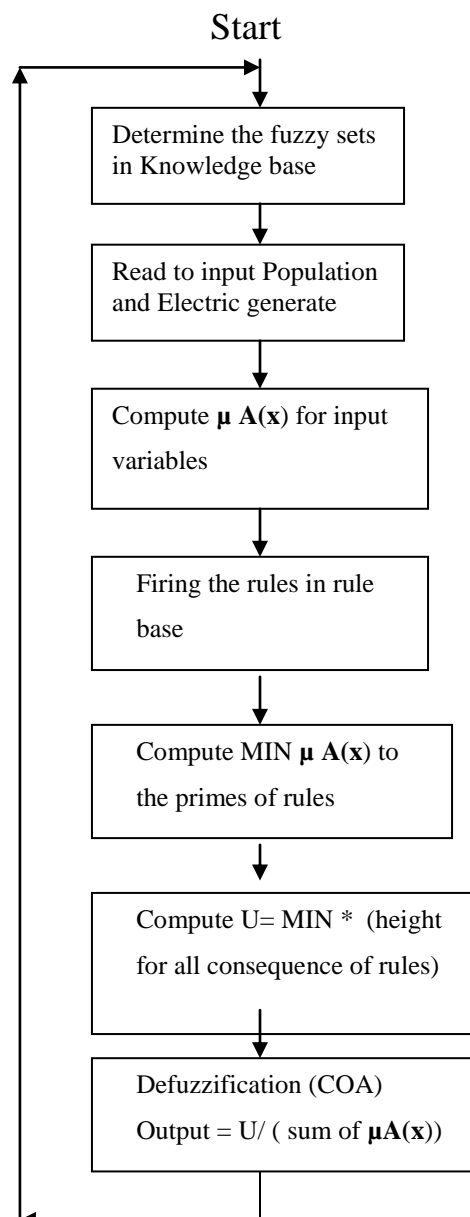 Start
Determine the fuzzy sets
in Knowledge base
Read to input Population
and Electric generate
Compute µ A(x) for input
variables
Firing the rules in rule
base
Compute MIN µ A(x) to
the primes of rules
Compute U= MIN * (height
for all consequence of rules)
Defuzzification (COA)
Output = U/ ( sum of µA(x))